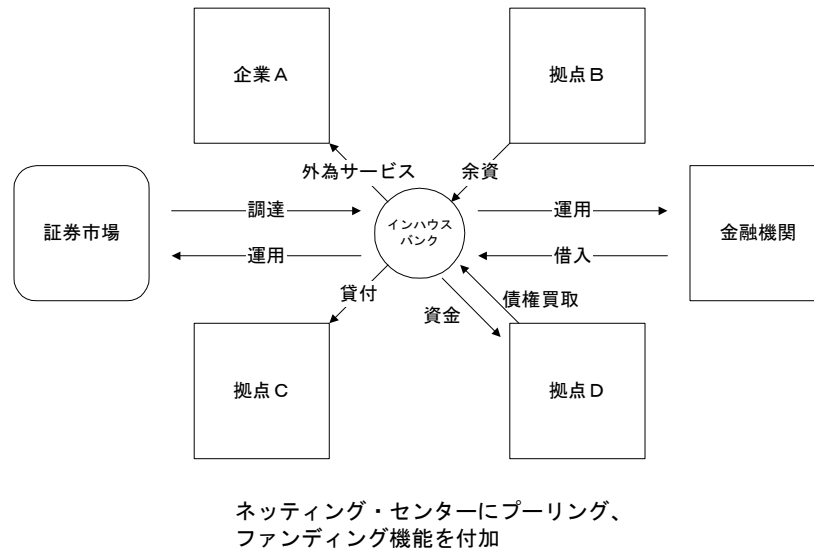 企業Ａ
拠点Ｂ
外為サービス
余資
証券市場
調達
運用
インハウス
バンク
運用
借入
金融機関
貸付
資金
債権買取
拠点Ｃ
拠点Ｄ
ネッティング・センターにプーリング、
ファンディング機能を付加